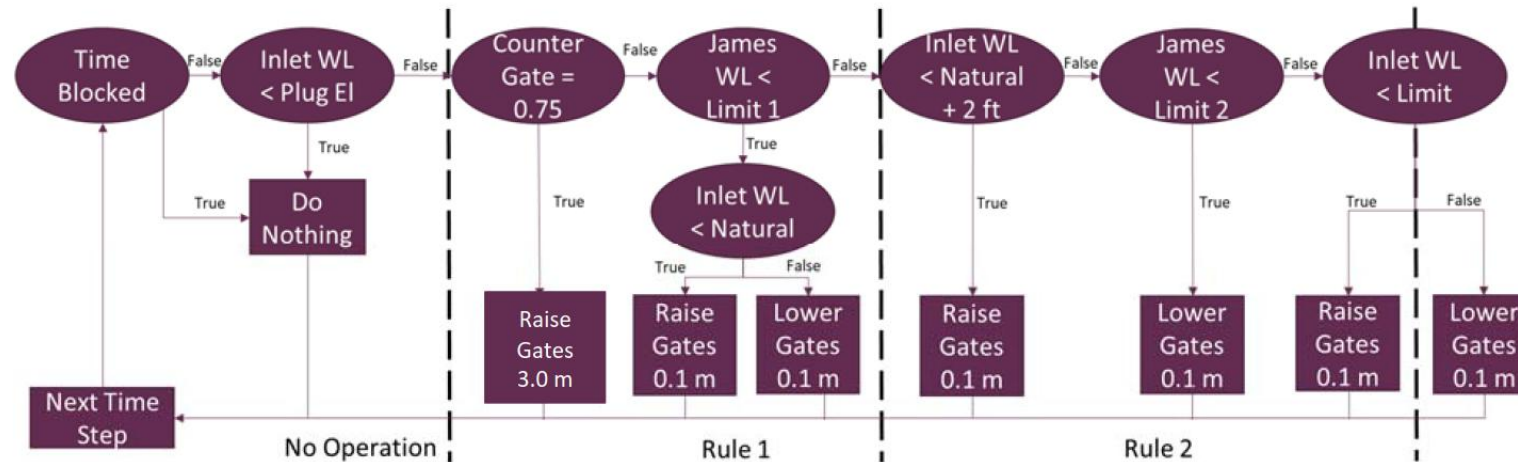 Time
Blocked
False
Inlet WL
< Plug El
False
Counter
Gate =
0.75
False
James
WL <
Limit 1
False
Inlet WL
< Natural
+ 2 ft
False
James
WL <
Limit 2
False
Inlet WL
< Limit
True
True
Do
Nothing
True
True
Inlet WL
< Natural
True
False
True
True
True
False
Raise
Gates
3.0 m
Raise
Gates
0.1 m
Lower
Gates
0.1 m
Raise
Gates
0.1 m
Lower
Gates
0.1 m
Raise
Gates
0.1 m
Lower
Gates
0.1 m
Next Time
Step
No Operation
Rule 1
Rule 2